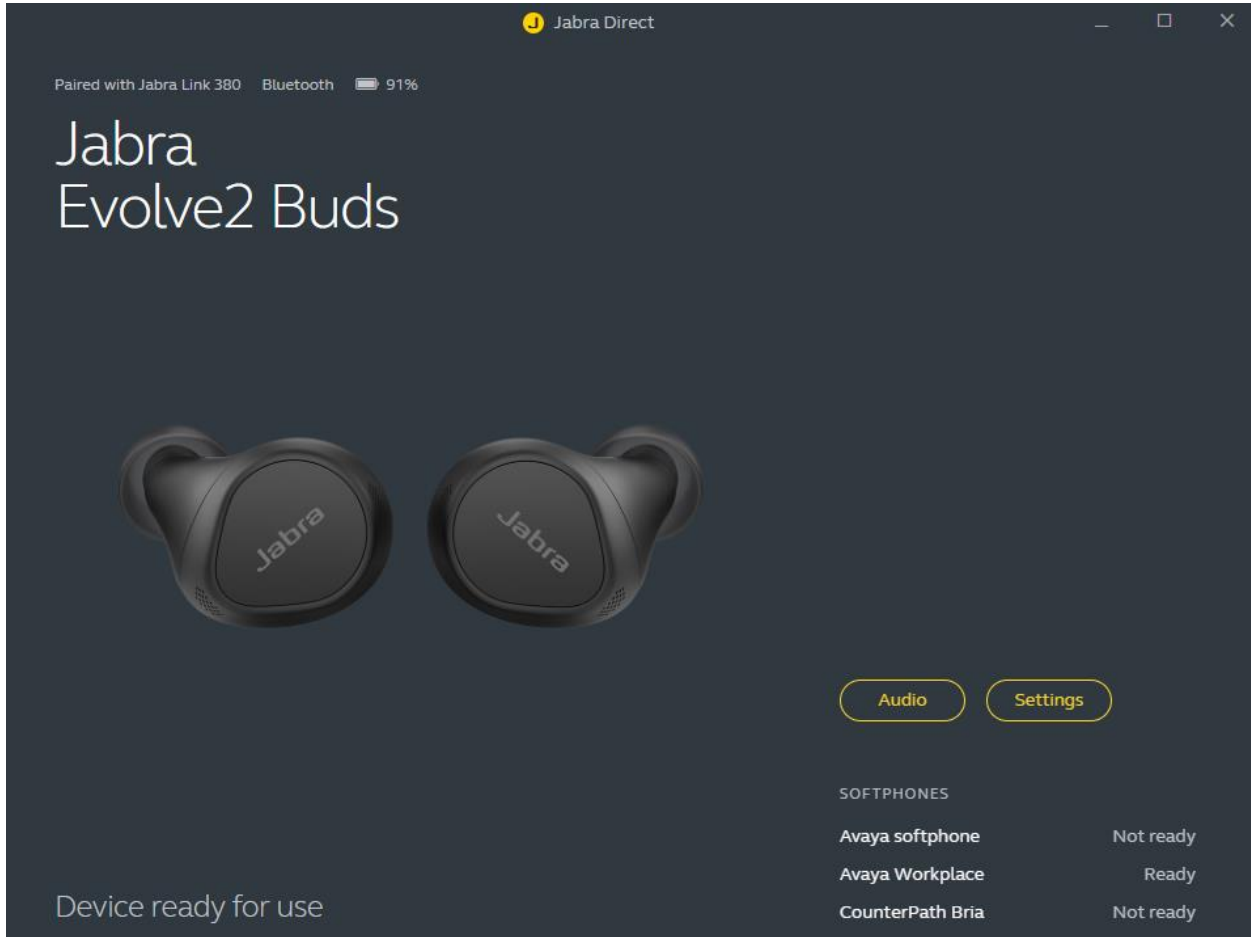 Jabra Direct
Paired with Jabra Link 380 Bluetooth 91%
Jabra
Evolve2 Buds
Jabra
Jabra
Audio Settings
SOFTPHONES
Avaya softphone Not ready
Avaya Workplace Ready
CounterPath Bria Not ready
Device ready for use